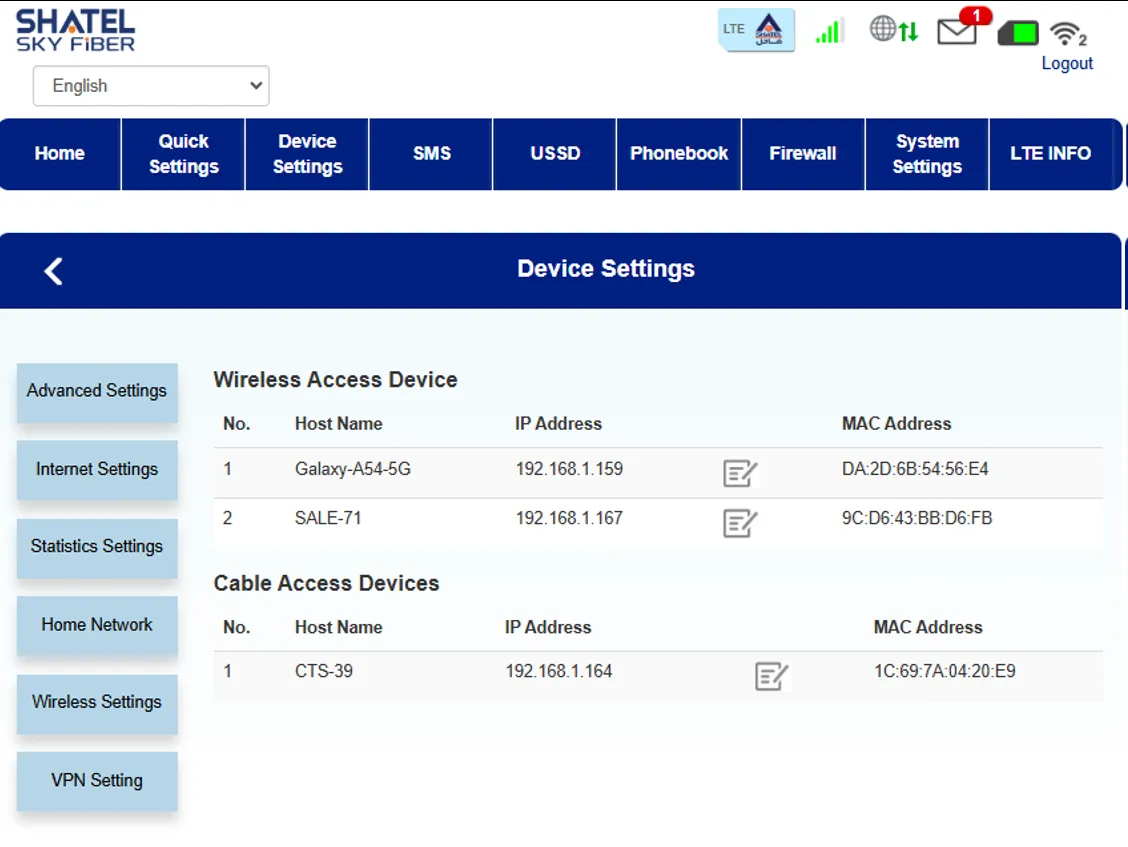 SHATEL
SKY FiBER
LTE
SHATEL
شاتل
1
2
Logout
English
Home
Quick Settings
Device Settings
SMS
USSD
Phonebook
Firewall
System Settings
LTE INFO
Device Settings
Advanced Settings
Internet Settings
Statistics Settings
Home Network
Wireless Settings
VPN Setting
Wireless Access Device
No. Host Name IP Address MAC Address
1 Galaxy-A54-5G 192.168.1.159 DA:2D:6B:54:56:E4
2 SALE-71 192.168.1.167 9C:D6:43:BB:D6:FB
Cable Access Devices
No. Host Name IP Address MAC Address
1 CTS-39 192.168.1.164 1C:69:7A:04:20:E9